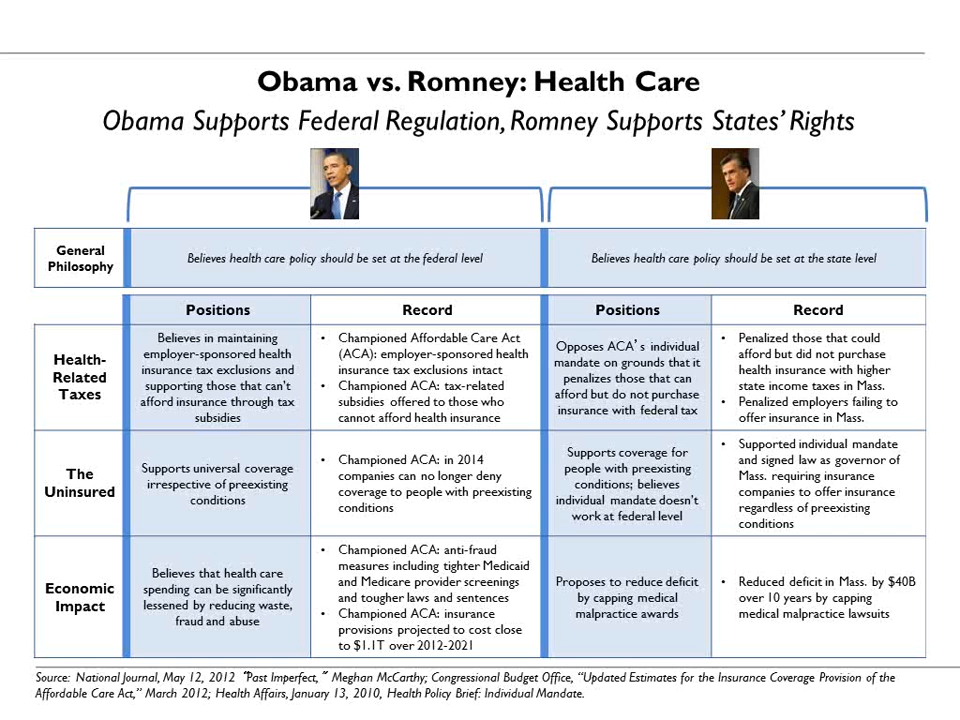 Obama vs. Romney: Health Care
Obama Supports Federal Regulation, Romney Supports States’ Rights
General
Philosophy
Believes health care policy should be set at the federal level
Believes health care policy should be set at the state level
Positions
Record
Positions
Record
Health-
Related
Taxes
Believes in maintaining
employer-sponsored health
insurance tax exclusions and
supporting those that can’t
afford insurance through tax
subsidies
• Championed Affordable Care Act
(ACA): employer-sponsored health
insurance tax exclusions intact
• Championed ACA: tax-related
subsidies offered to those who
cannot afford health insurance
Opposes ACA’s individual
mandate on grounds that it
penalizes those that can
afford but do not purchase
insurance with federal tax
• Penalized those that could
afford but did not purchase
health insurance with higher
state income taxes in Mass.
• Penalized employers failing to
offer insurance in Mass.
The
Uninsured
Supports universal coverage
irrespective of preexisting
conditions
• Championed ACA: in 2014
companies can no longer deny
coverage to people with preexisting
conditions
Supports coverage for
people with preexisting
conditions; believes
individual mandate doesn’t
work at federal level
• Supported individual mandate
and signed law as governor of
Mass. requiring insurance
companies to offer insurance
regardless of preexisting
conditions
Economic
Impact
Believes that health care
spending can be significantly
lessened by reducing waste,
fraud and abuse
• Championed ACA: anti-fraud
measures including tighter Medicaid
and Medicare provider screenings
and tougher laws and sentences
• Championed ACA: insurance
provisions projected to cost close
to $1.1T over 2012-2021
Proposes to reduce deficit
by capping medical
malpractice awards
• Reduced deficit in Mass. by $40B
over 10 years by capping
medical malpractice lawsuits
Source: National Journal, May 12, 2012 “Past Imperfect,” Meghan McCarthy; Congressional Budget Office, “Updated Estimates for the Insurance Coverage Provision of the
Affordable Care Act,” March 2012; Health Affairs, January 13, 2010, Health Policy Brief: Individual Mandate.